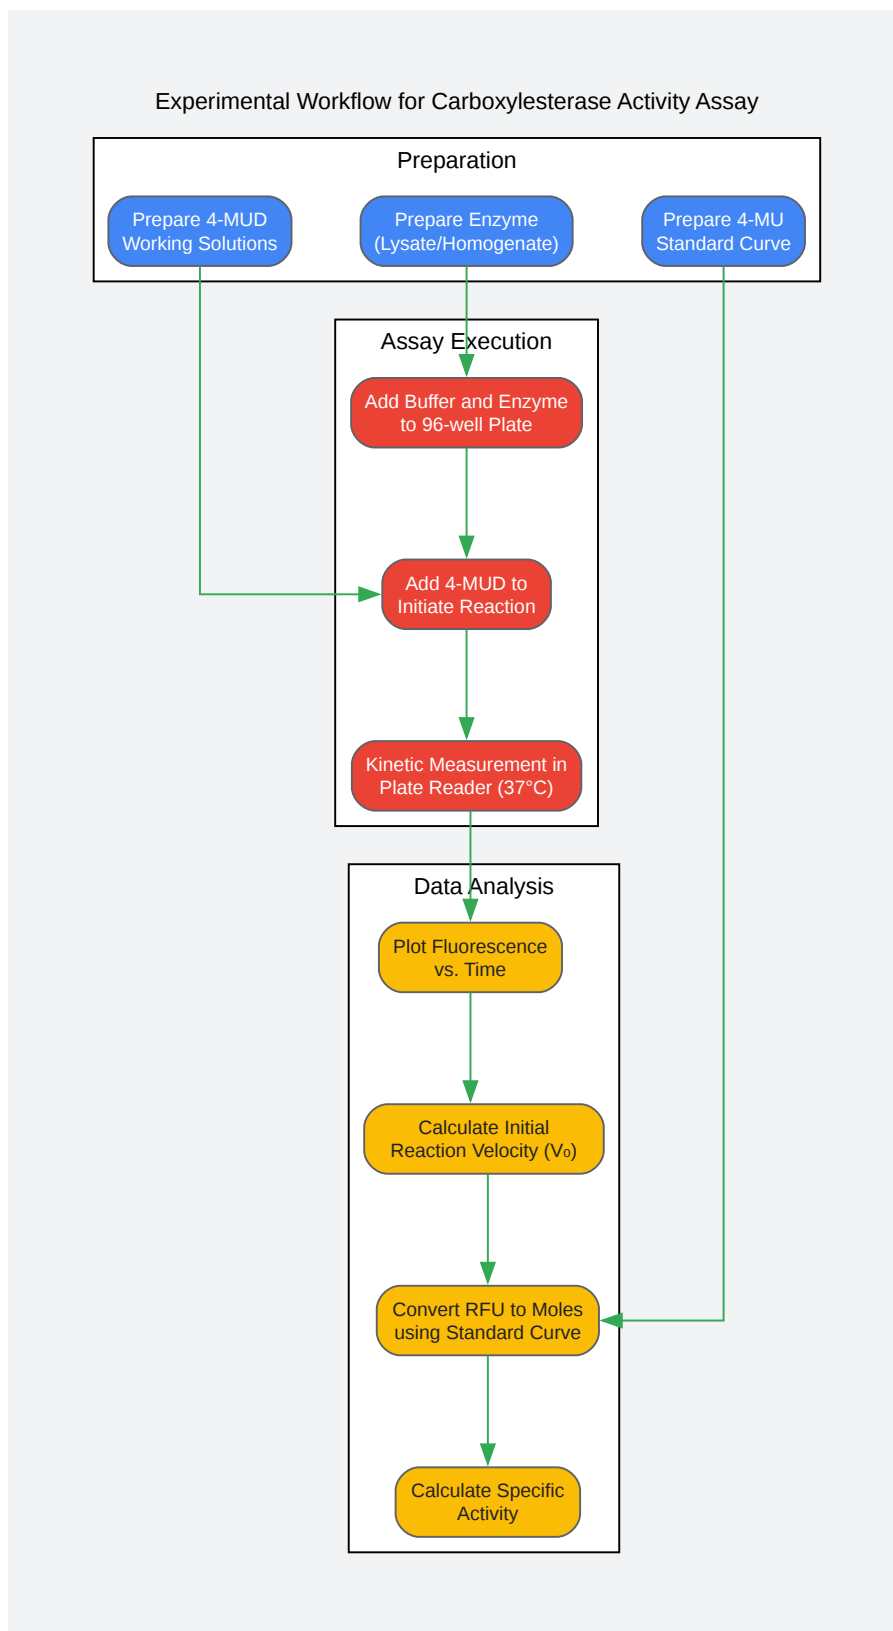 Experimental Workflow for Carboxylesterase Activity Assay
Preparation
Prepare 4-MUD
Working Solutions
Prepare Enzyme
(Lysate/Homogenate)
Prepare 4-MU
Standard Curve
Assay Execution
Add Buffer and Enzyme
to 96-well Plate
Add 4-MUD to
Initiate Reaction
Kinetic Measurement in
Plate Reader (37°C)
Data Analysis
Plot Fluorescence
vs. Time
Calculate Initial
Reaction Velocity (V₀)
Convert RFU to Moles
using Standard Curve
Calculate Specific
Activity